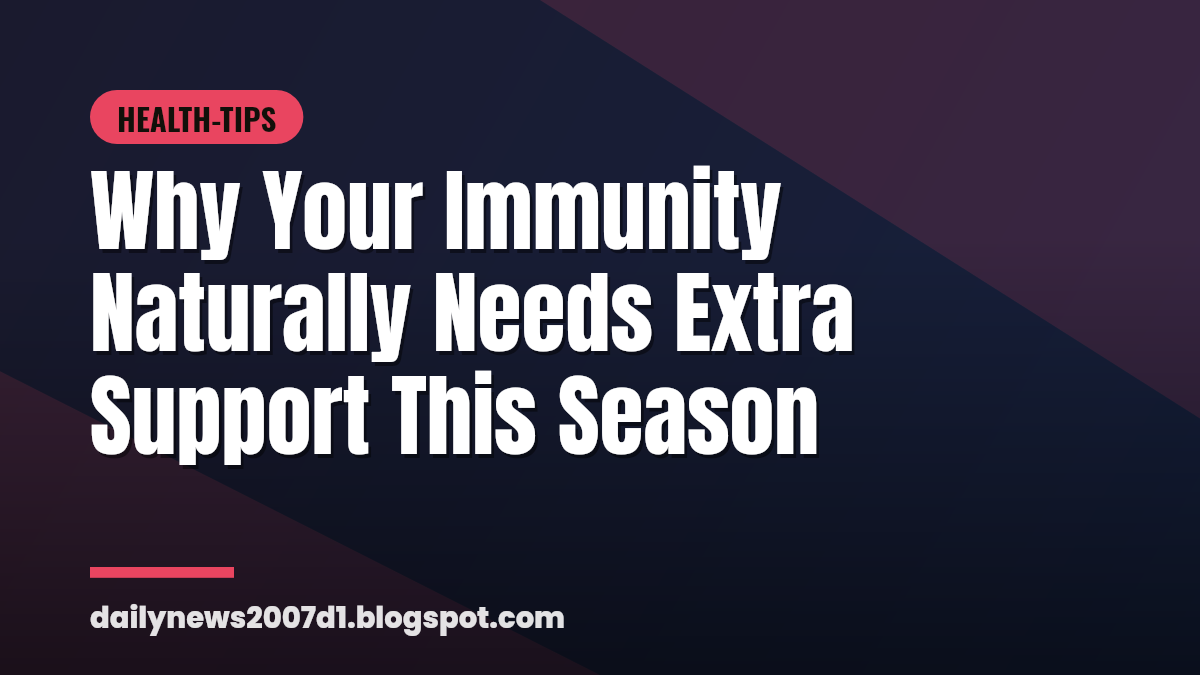 HEALTH-TIPS
Why Your Immunity
Naturally Needs Extra
Support This Season
dailynews2007d1.blogspot.com